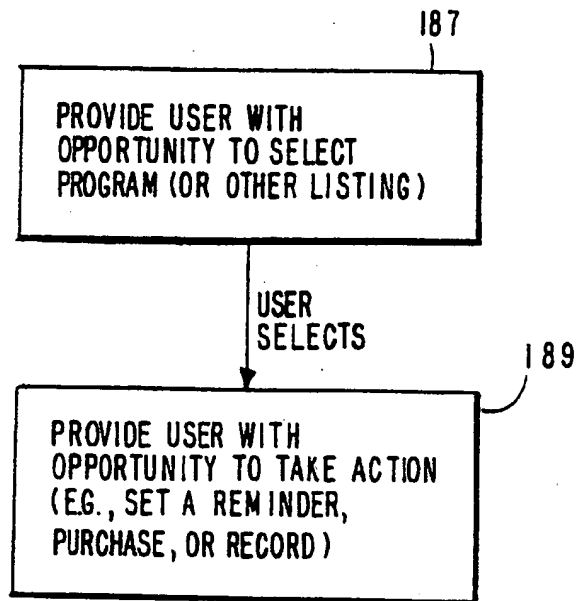 187
PROVIDE USER WITH
OPPORTUNITY TO SELECT
PROGRAM (OR OTHER LISTING)
USER
SELECTS
189
PROVIDE USER WITH
OPPORTUNITY TO TAKE ACTION
(E.G., SET A REMINDER,
PURCHASE, OR RECORD)